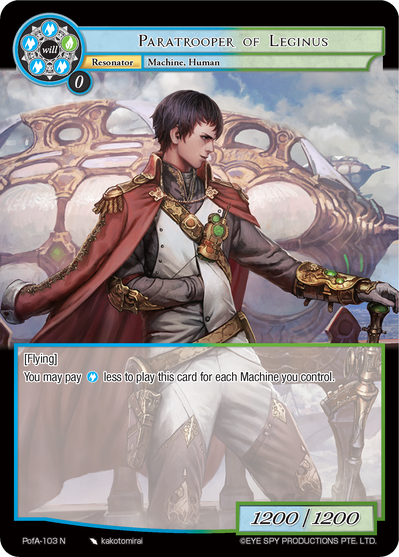 Paratrooper of Leginus
will
Resonator
Machine, Human
0
[Flying]
You may pay less to play this card for each Machine you control.
1200 / 1200
PofA-103 N kakotomirai ©EYE SPY PRODUCTIONS PTE. LTD.